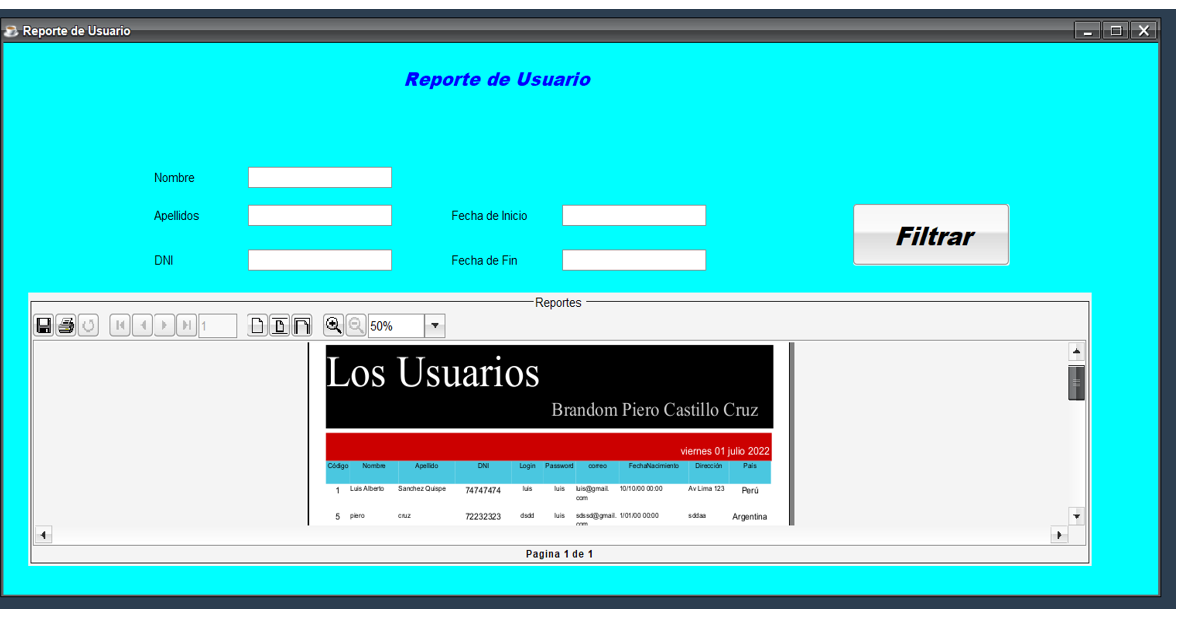 Reporte de Usuario
Reporte de Usuario
Nombre
Apellidos Fecha de Inicio
Filtrar
DNI Fecha de Fin
Reportes
1 50%
Los Usuarios
Brandom Piero Castillo Cruz
viernes 01 julio 2022
Código Nombre Apellido DNI Login Password correo FechaNacimiento Dirección País
1 Luis Alberto Sanchez Quispe 74747474 luis luis luis@gmail. 10/10/00 00:00 Av Lima 123 Perú
com
5 piero cruz 72232323 dsdd luis sdssd@gmail. 1/01/00 00:00 sddaa Argentina
com
Pagina 1 de 1